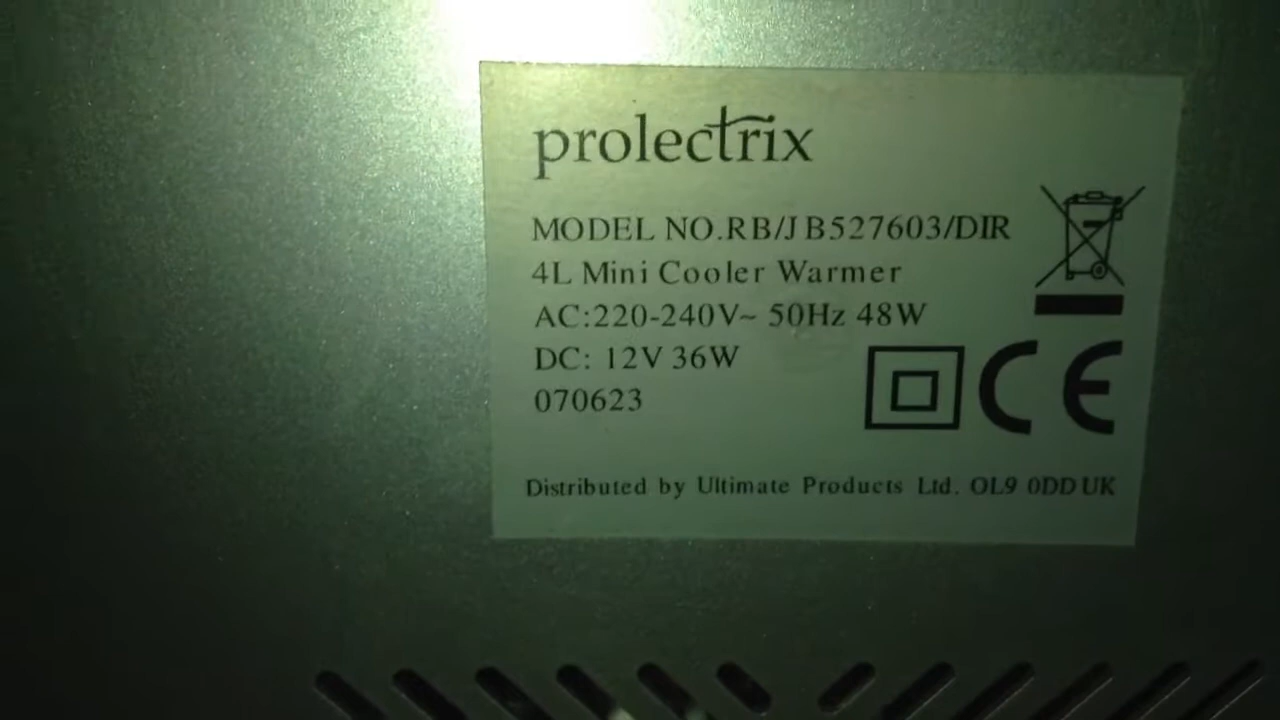 prolectrix
MODEL NO.RB/JB527603/DIR
4L Mini Cooler Warmer
AC:220-240V~ 50Hz 48W
DC: 12V 36W
070623
CE
Distributed by Ultimate Products Ltd. OL9 0DD UK